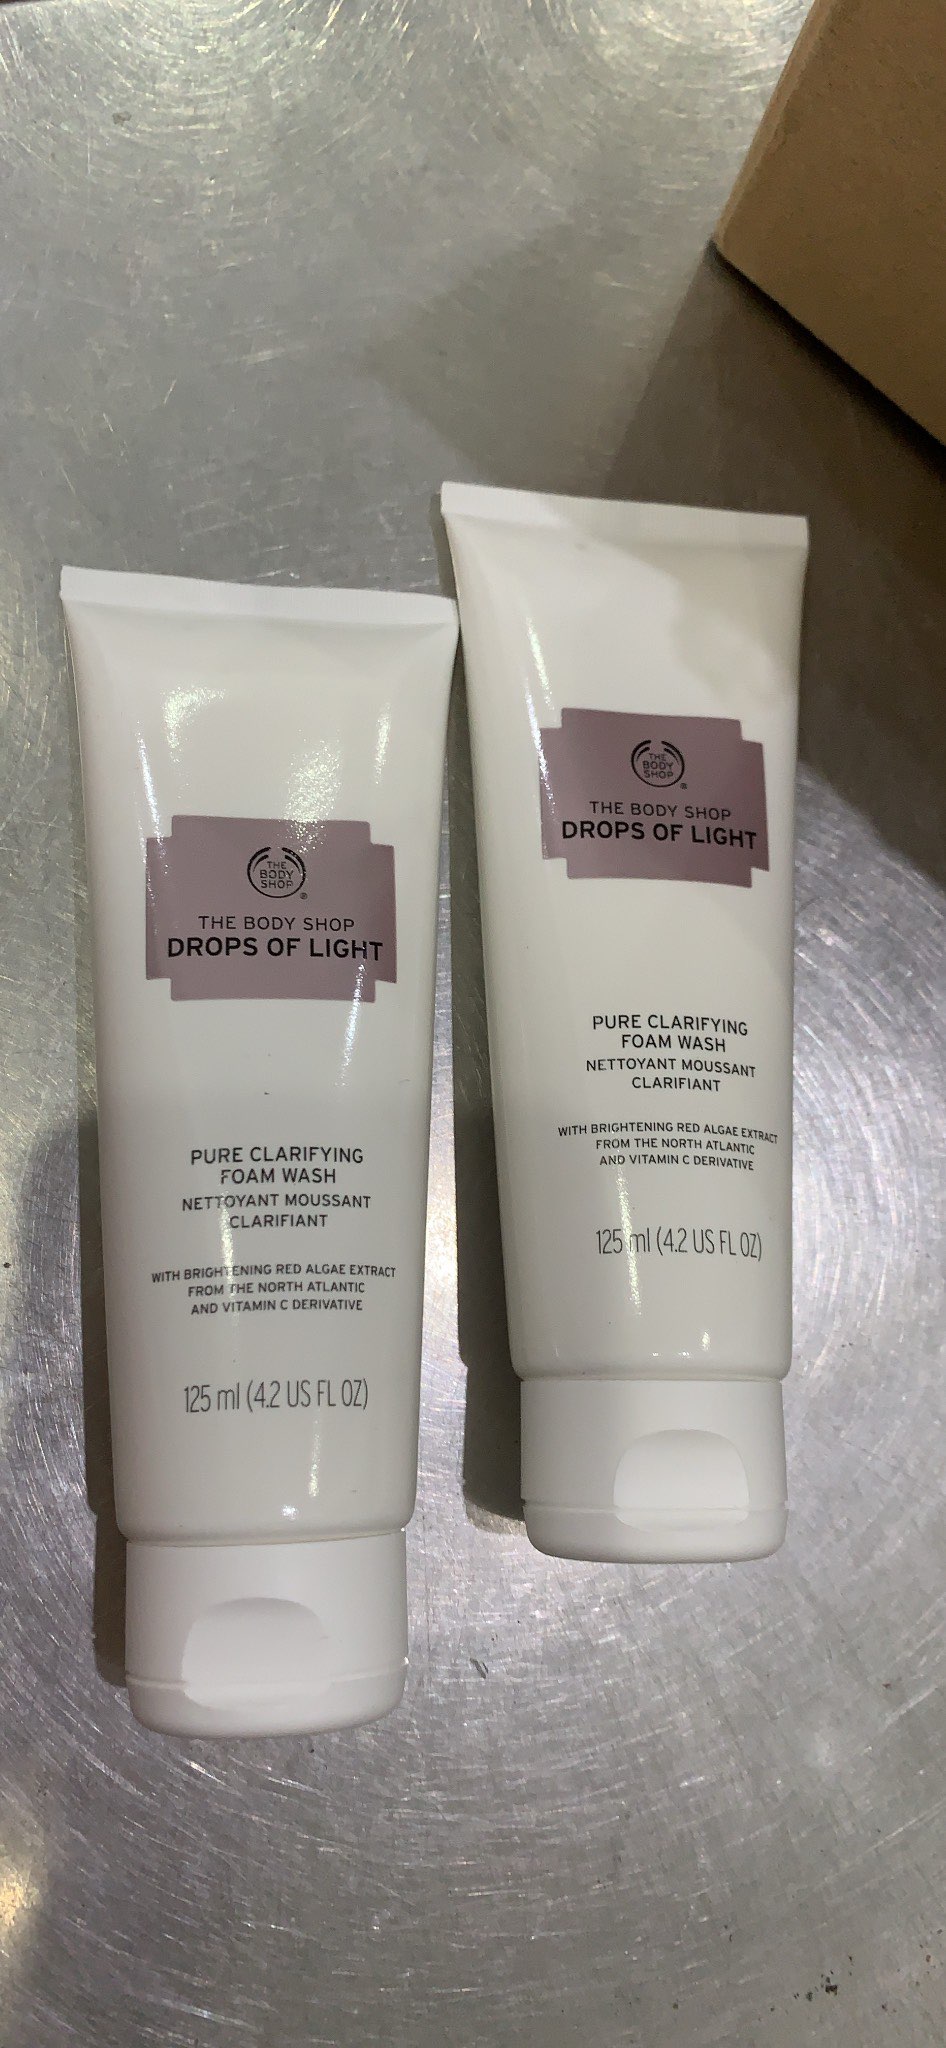 THE
BODY
SHOP
®
THE BODY SHOP
DROPS OF LIGHT
PURE CLARIFYING
FOAM WASH
NETTOYANT MOUSSANT
CLARIFIANT
WITH BRIGHTENING RED ALGAE EXTRACT
FROM THE NORTH ATLANTIC
AND VITAMIN C DERIVATIVE
125 ml (4.2 US FL OZ)
THE
BODY
SHOP
®
THE BODY SHOP
DROPS OF LIGHT
PURE CLARIFYING
FOAM WASH
NETTOYANT MOUSSANT
CLARIFIANT
WITH BRIGHTENING RED ALGAE EXTRACT
FROM THE NORTH ATLANTIC
AND VITAMIN C DERIVATIVE
125 ml (4.2 US FL OZ)